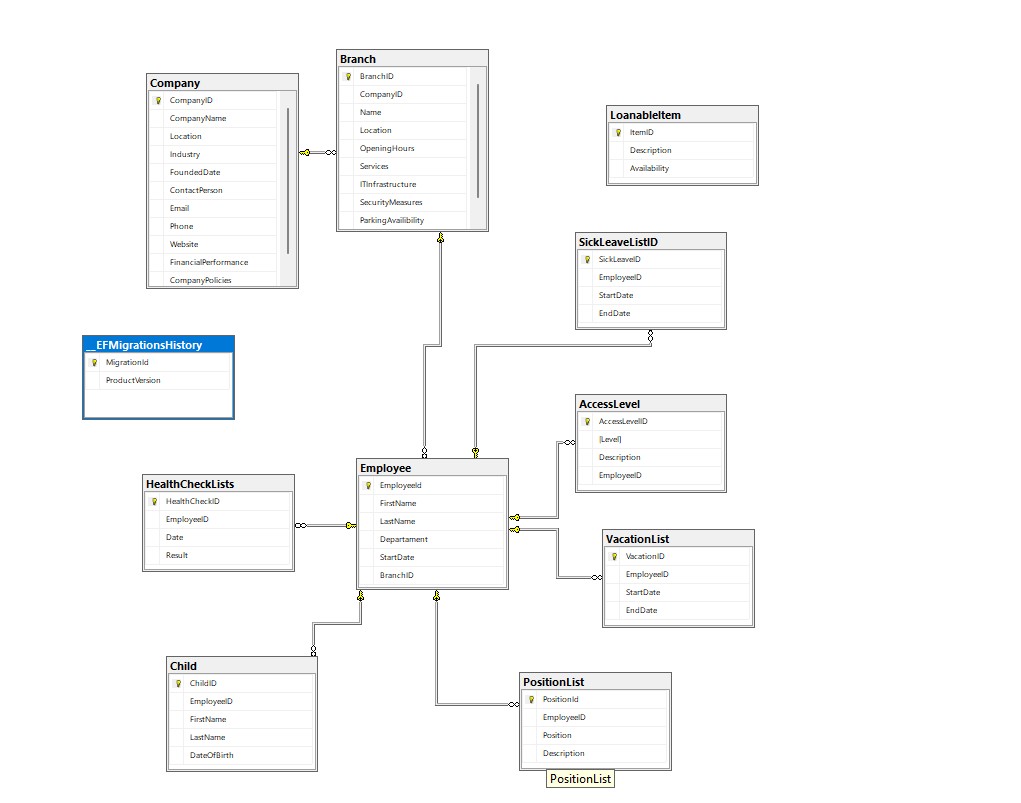 Company
CompanyID
CompanyName
Location
Industry
FoundedDate
ContactPerson
Email
Phone
Website
FinancialPerformance
CompanyPolicies
Branch
BranchID
CompanyID
Name
Location
OpeningHours
Services
ITInfrastructure
SecurityMeasures
ParkingAvailibility
LoanableItem
ItemID
Description
Availability
SickLeaveListID
SickLeaveID
EmployeeID
StartDate
EndDate
__EFMigrationsHistory
MigrationId
ProductVersion
AccessLevel
AccessLevelID
[Level]
Description
EmployeeID
Employee
EmployeeId
FirstName
LastName
Departament
StartDate
BranchID
HealthCheckLists
HealthCheckID
EmployeeID
Date
Result
VacationList
VacationID
EmployeeID
StartDate
EndDate
Child
ChildID
EmployeeID
FirstName
LastName
DateOfBirth
PositionList
PositionId
EmployeeID
Position
Description
PositionList